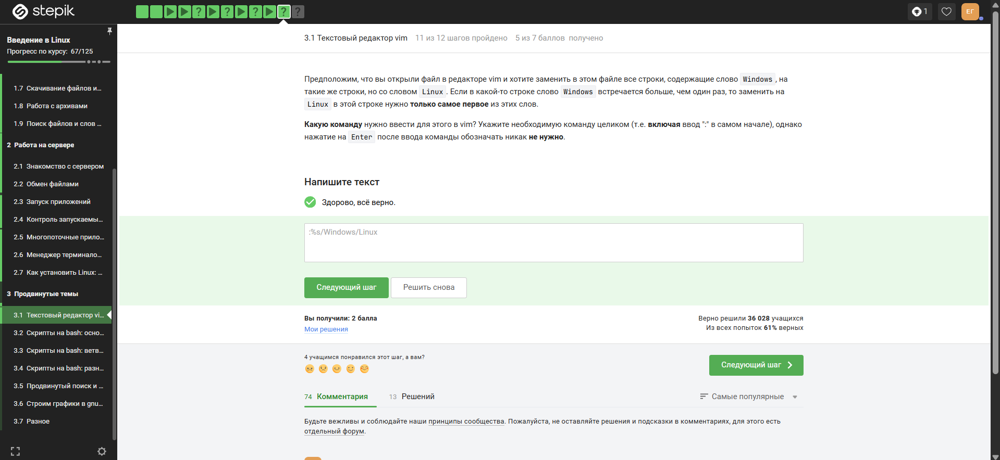 stepik
? ? ? ? ?
1
ЕГ
Введение в Linux
Прогресс по курсу: 67/125
1.7 Скачивание файлов и...
1.8 Работа с архивами
1.9 Поиск файлов и слов ...
2 Работа на сервере
2.1 Знакомство с сервером
2.2 Обмен файлами
2.3 Запуск приложений
2.4 Контроль запускаемы...
2.5 Многопоточные прило...
2.6 Менеджер терминало...
2.7 Как установить Linux: ...
3 Продвинутые темы
3.1 Текстовый редактор vi...
3.2 Скрипты на bash: осно...
3.3 Скрипты на bash: ветв...
3.4 Скрипты на bash: разн...
3.5 Продвинутый поиск и ...
3.6 Строим графики в gnu...
3.7 Разное
3.1 Текстовый редактор vim 11 из 12 шагов пройдено 5 из 7 баллов получено
Предположим, что вы открыли файл в редакторе vim и хотите заменить в этом файле все строки, содержащие слово Windows, на
такие же строки, но со словом Linux. Если в какой-то строке слово Windows встречается больше, чем один раз, то заменить на
Linux в этой строке нужно только самое первое из этих слов.
Какую команду нужно ввести для этого в vim? Укажите необходимую команду целиком (т.е. включая ввод ":" в самом начале), однако
нажатие на Enter после ввода команды обозначать никак не нужно.
Напишите текст
Здорово, всё верно.
:%s/Windows/Linux
Следующий шаг Решить снова
Вы получили: 2 балла
Мои решения
Верно решили 36 028 учащихся
Из всех попыток 61% верных
4 учащимся понравился этот шаг, а вам?
Следующий шаг
74 Комментария 13 Решений Самые популярные
Будьте вежливы и соблюдайте наши принципы сообщества. Пожалуйста, не оставляйте решения и подсказки в комментариях, для этого есть
отдельный форум.